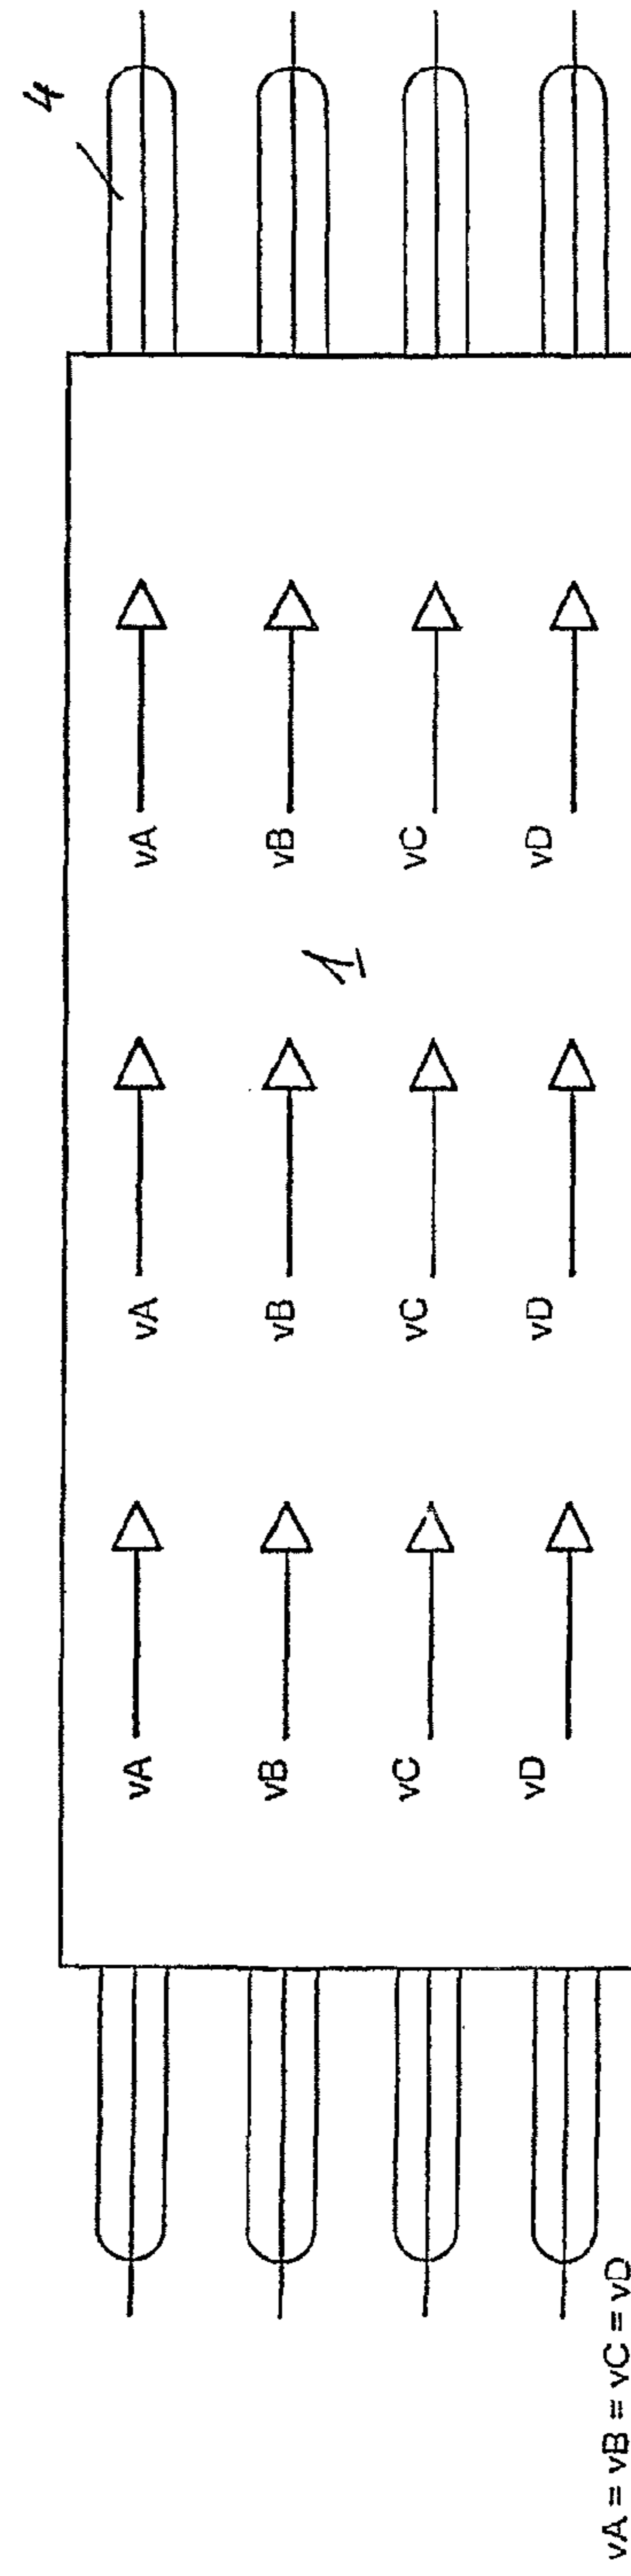 4
vA vA vA
vB vB vB
1
vC vC vC
vD vD vD
vA = vB = vC = vD